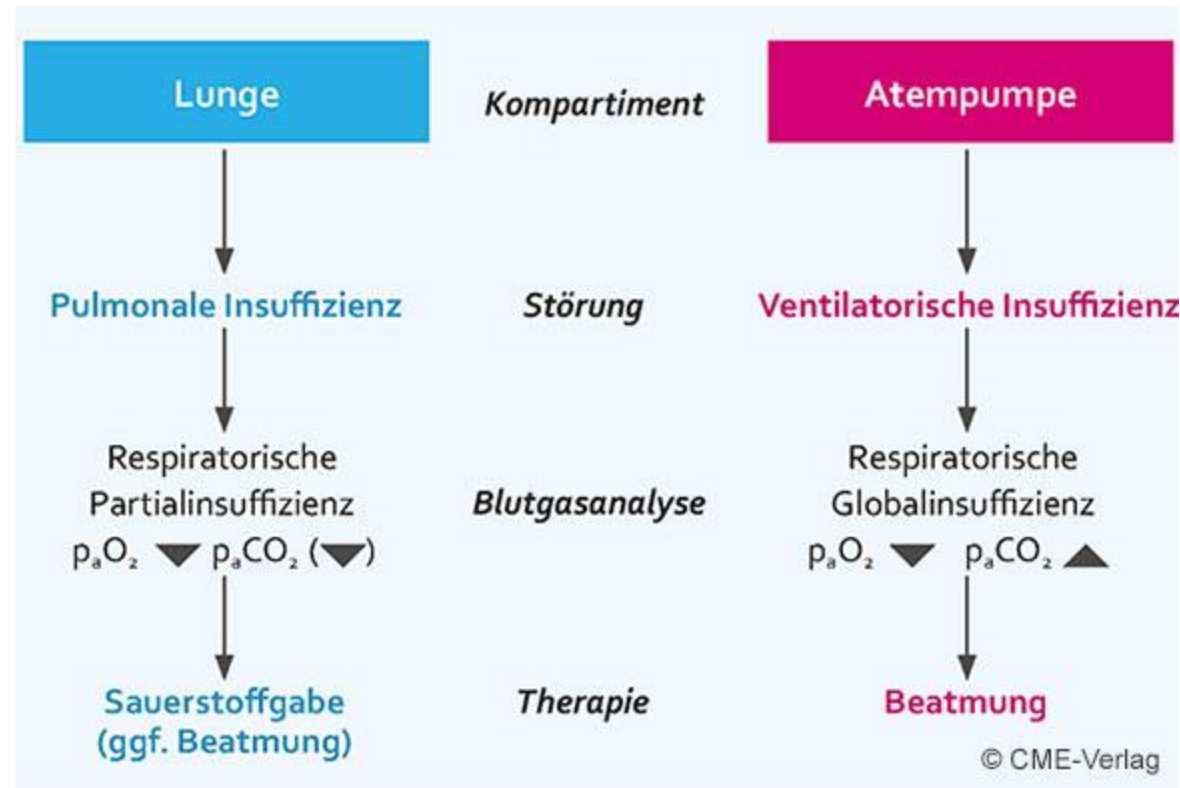 Lunge
Kompartiment
Atempumpe
Pulmonale Insuffizienz
Störung
Ventilatorische Insuffizienz
Respiratorische
Partialinsuffizienz
pₐO₂ ▼ pₐCO₂ (▼)
Blutgasanalyse
Respiratorische
Globalinsuffizienz
pₐO₂ ▼ pₐCO₂ ▲
Sauerstoffgabe
(ggf. Beatmung)
Therapie
Beatmung
© CME-Verlag